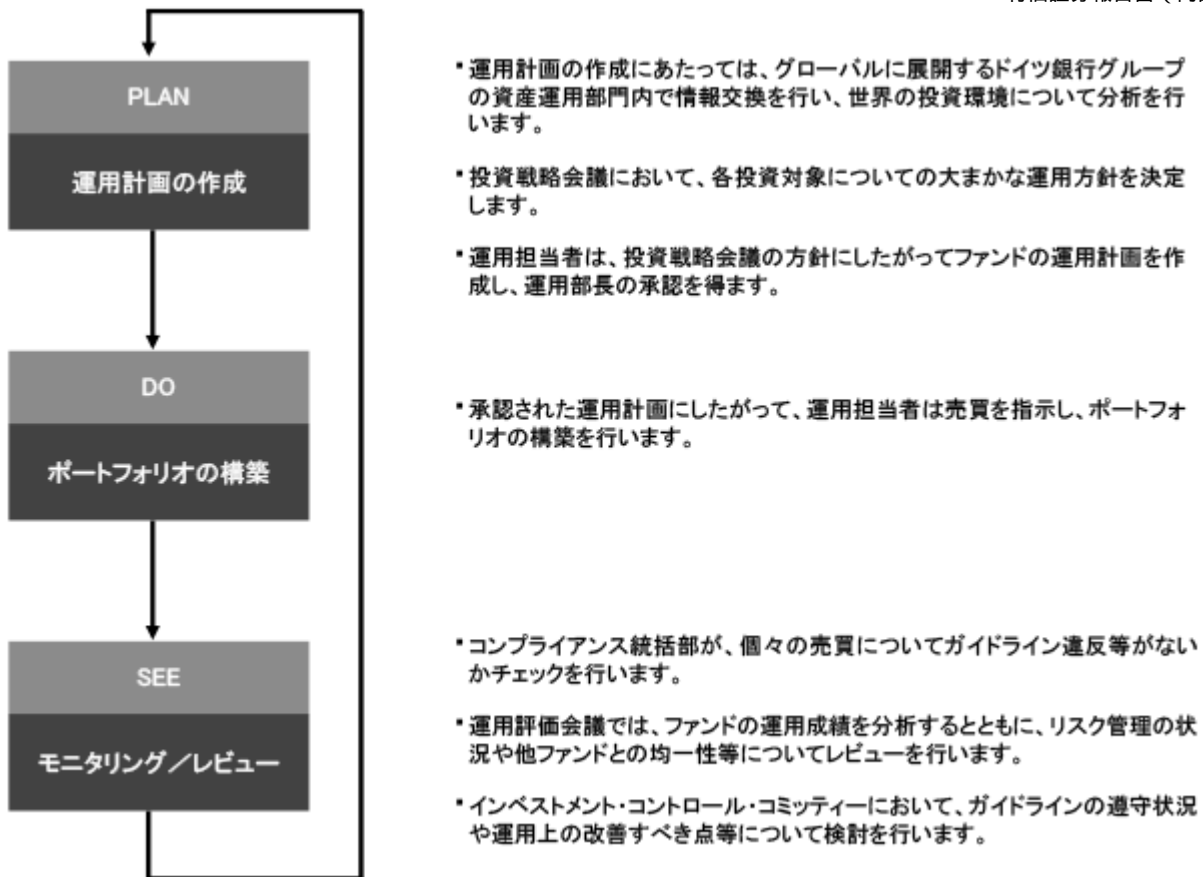 PLAN
運用計画の作成
▪運用計画の作成にあたっては、グローバルに展開するドイツ銀行グループ
の資産運用部門内で情報交換を行い、世界の投資環境について分析を行
います。
▪投資戦略会議において、各投資対象についての大まかな運用方針を決定
します。
▪運用担当者は、投資戦略会議の方針にしたがってファンドの運用計画を作
成し、運用部長の承認を得ます。
DO
ポートフォリオの構築
▪承認された運用計画にしたがって、運用担当者は売買を指示し、ポートフォ
リオの構築を行います。
SEE
モニタリング／レビュー
▪コンプライアンス統括部が、個々の売買についてガイドライン違反等がない
かチェックを行います。
▪運用評価会議では、ファンドの運用成績を分析するとともに、リスク管理の状
況や他ファンドとの均一性等についてレビューを行います。
▪インベストメント・コントロール・コミッティーにおいて、ガイドラインの遵守状況
や運用上の改善すべき点等について検討を行います。